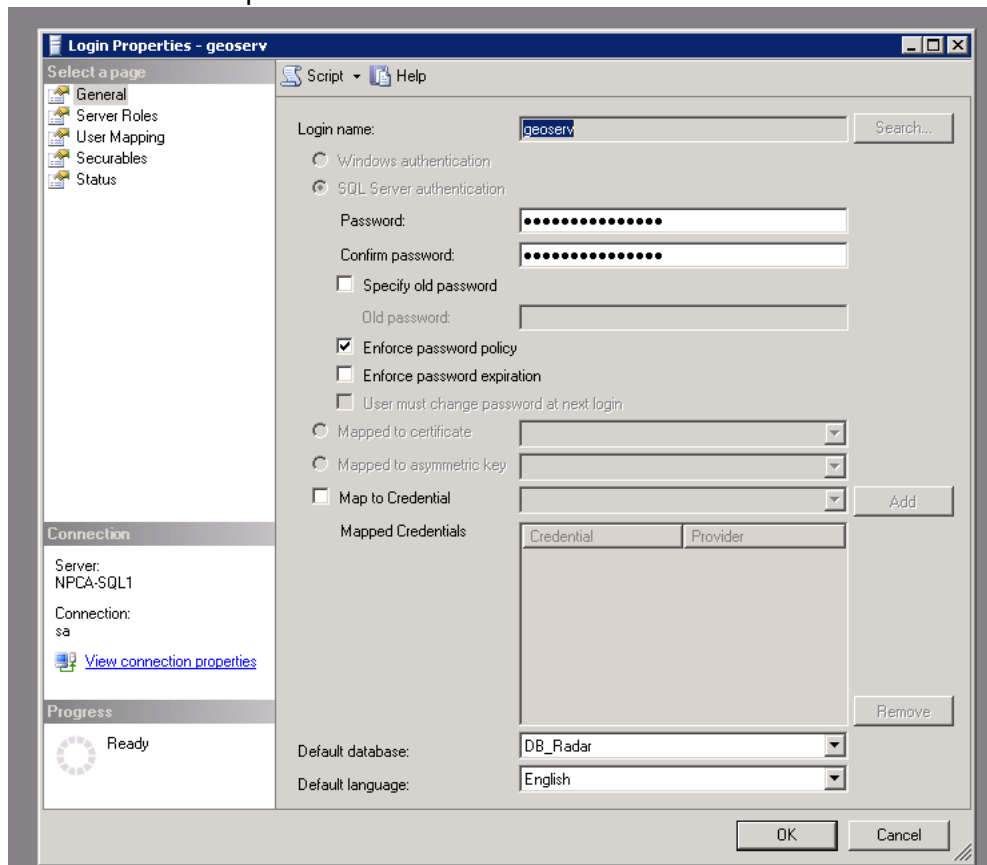 Login Properties - geoserv
Select a page
General
Server Roles
User Mapping
Securables
Status
Script Help
Login name: geoserv Search...
Windows authentication
SQL Server authentication
Password: ●●●●●●●●●●●●●●●
Confirm password: ●●●●●●●●●●●●●●●
Specify old password
Old password:
Enforce password policy
Enforce password expiration
User must change password at next login
Mapped to certificate
Mapped to asymmetric key
Map to Credential Add
Mapped Credentials Credential Provider
Remove
Default database: DB_Radar
Default language: English
Connection
Server:
NPCA-SQL1
Connection:
sa
View connection properties
Progress
Ready
OK Cancel